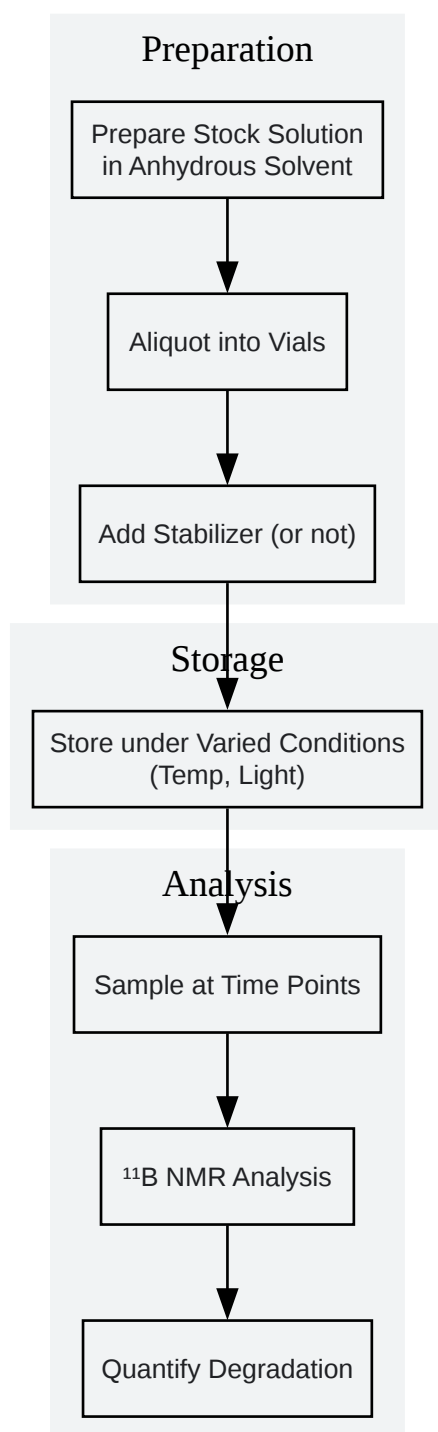 Preparation
Prepare Stock Solution
in Anhydrous Solvent
Aliquot into Vials
Add Stabilizer (or not)
Storage
Store under Varied Conditions
(Temp, Light)
Analysis
Sample at Time Points
¹¹B NMR Analysis
Quantify Degradation